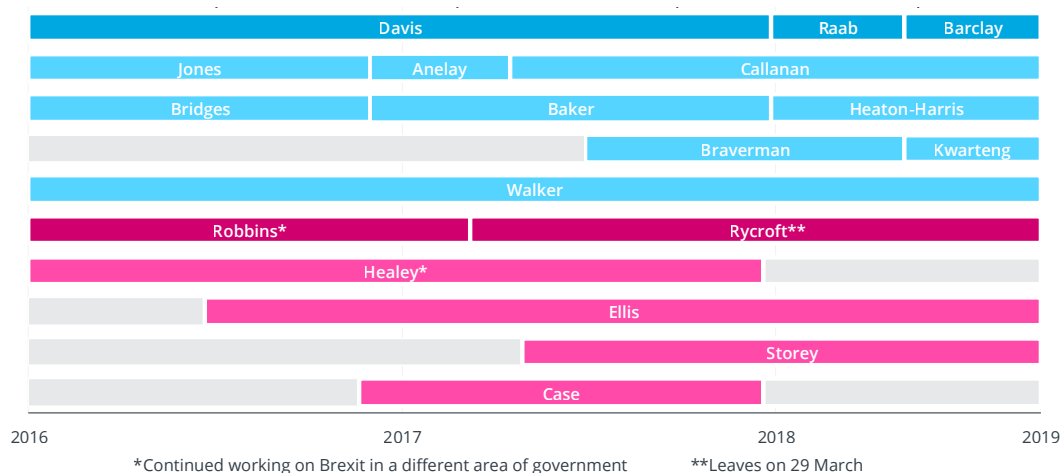 Davis Raab Barclay
Jones Anelay Callanan
Bridges Baker Heaton-Harris
Braverman Kwarteng
Walker
Robbins* Rycroft**
Healey*
Ellis
Storey
Case
2016 2017 2018 2019
*Continued working on Brexit in a different area of government **Leaves on 29 March